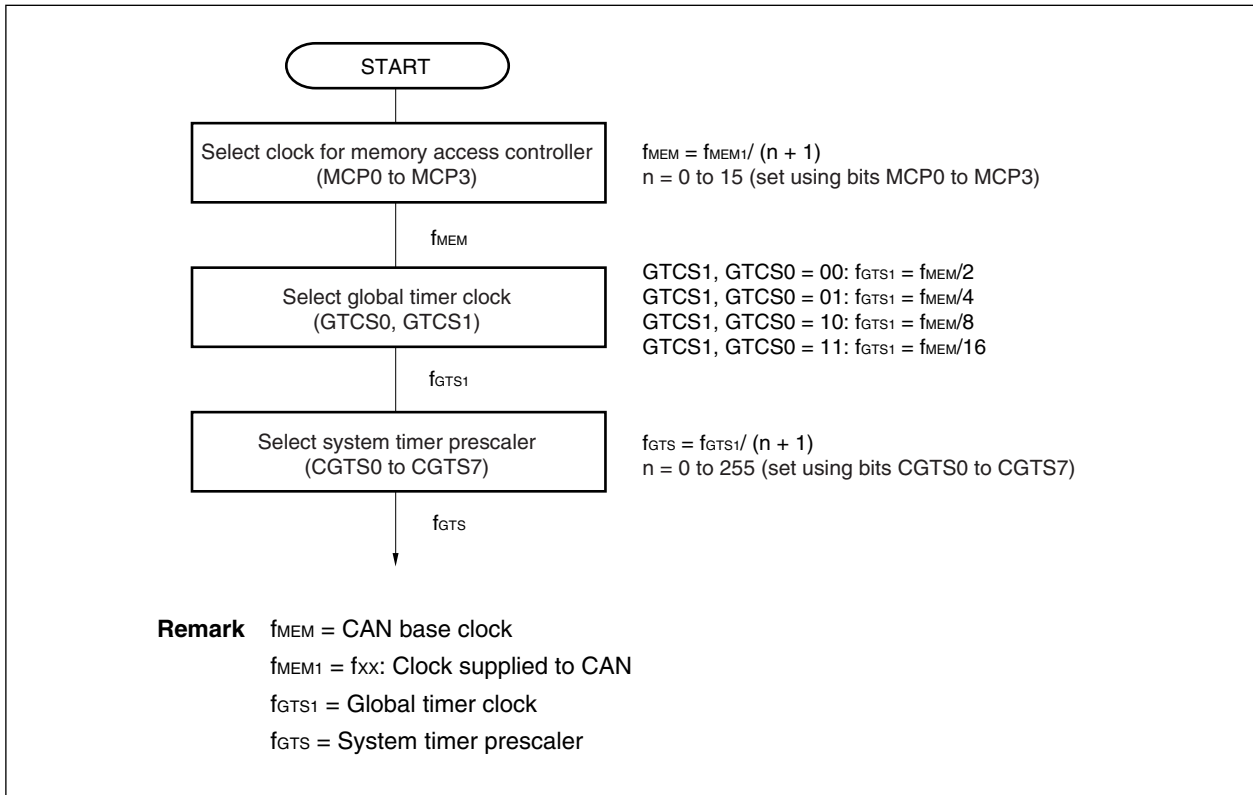 START
Select clock for memory access controller
(MCP0 to MCP3)
fMEM = fMEM1/ (n + 1)
n = 0 to 15 (set using bits MCP0 to MCP3)
fMEM
Select global timer clock
(GTCS0, GTCS1)
GTCS1, GTCS0 = 00: fGTS1 = fMEM/2
GTCS1, GTCS0 = 01: fGTS1 = fMEM/4
GTCS1, GTCS0 = 10: fGTS1 = fMEM/8
GTCS1, GTCS0 = 11: fGTS1 = fMEM/16
fGTS1
Select system timer prescaler
(CGTS0 to CGTS7)
fGTS = fGTS1/ (n + 1)
n = 0 to 255 (set using bits CGTS0 to CGTS7)
fGTS
Remark fMEM = CAN base clock
fMEM1 = fXX: Clock supplied to CAN
fGTS1 = Global timer clock
fGTS = System timer prescaler